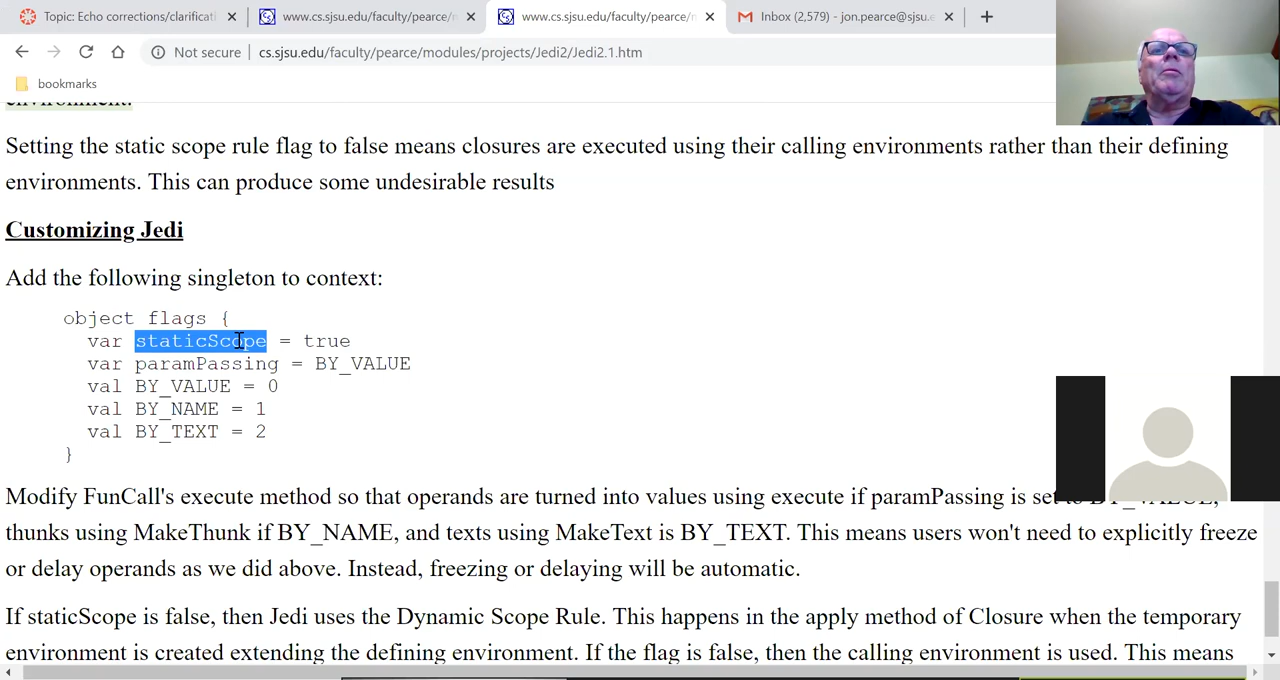 Topic: Echo corrections/clarificati
www.cs.sjsu.edu/faculty/pearce/m
www.cs.sjsu.edu/faculty/pearce/m
Inbox (2,579) - jon.pearce@sjsu.e
Not secure
cs.sjsu.edu/faculty/pearce/modules/projects/Jedi2/Jedi2.1.htm
bookmarks
environment.
Setting the static scope rule flag to false means closures are executed using their calling environments rather than their defining
environments. This can produce some undesirable results
Customizing Jedi
Add the following singleton to context:
object flags {
var staticScope = true
var paramPassing = BY_VALUE
val BY_VALUE = 0
val BY_NAME = 1
val BY_TEXT = 2
}
Modify FunCall's execute method so that operands are turned into values using execute if paramPassing is set to BY_VALUE,
thunks using MakeThunk if BY_NAME, and texts using MakeText is BY_TEXT. This means users won't need to explicitly freeze
or delay operands as we did above. Instead, freezing or delaying will be automatic.
If staticScope is false, then Jedi uses the Dynamic Scope Rule. This happens in the apply method of Closure when the temporary
environment is created extending the defining environment. If the flag is false, then the calling environment is used. This means